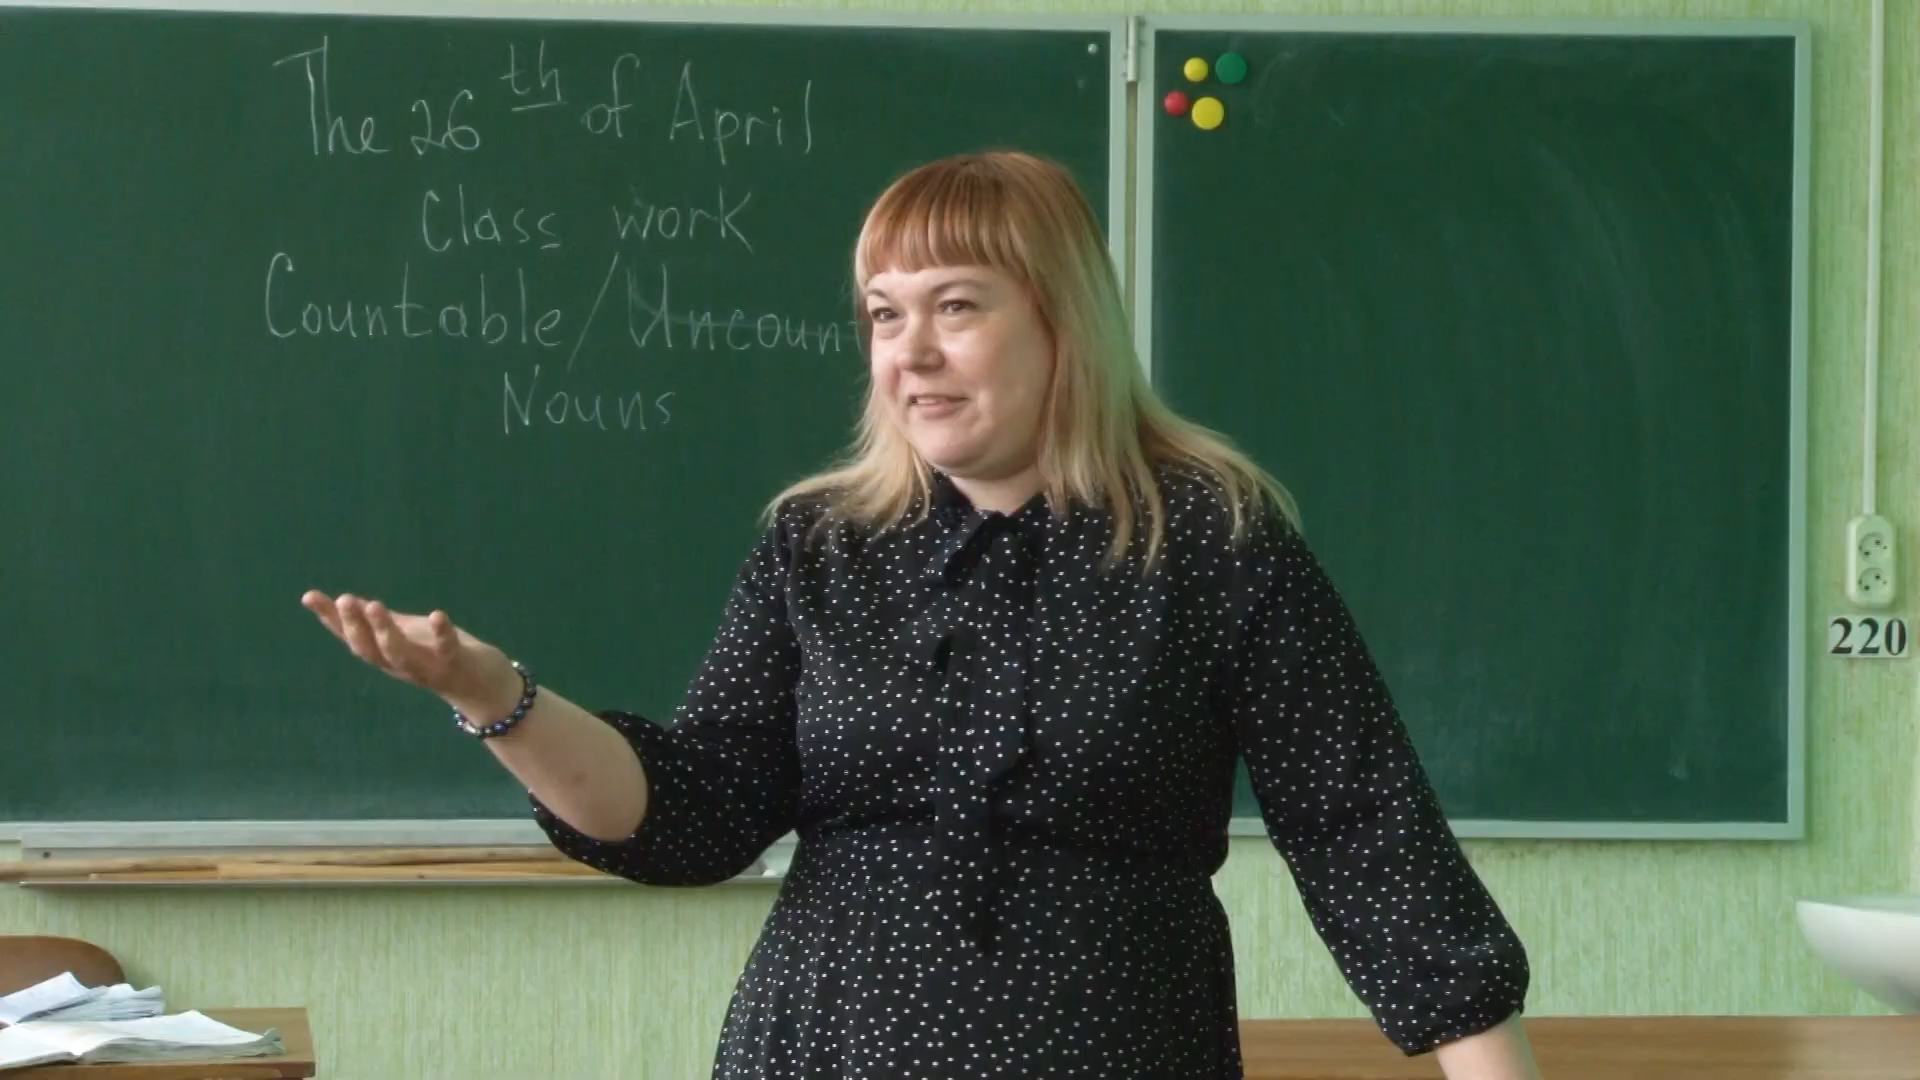 The 26th of April
Class work
Countable/Uncount
Nouns
220